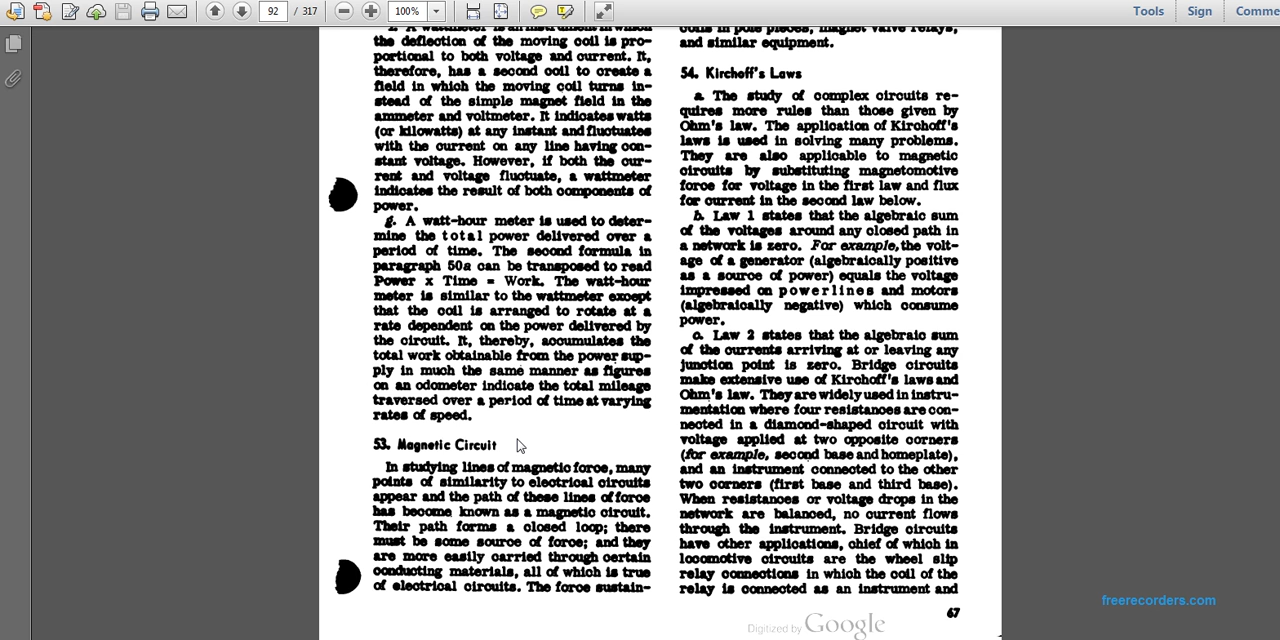 92 / 317
100%
Tools
Sign
Comme
f. A wattmeter is an instrument in which
the deflection of the moving coil is pro-
portional to both voltage and current. It,
therefore, has a second coil to create a
field in which the moving coil turns in-
stead of the simple magnet field in the
ammeter and voltmeter. It indicates watts
(or kilowatts) at any instant and fluctuates
with the current on any line having con-
stant voltage. However, if both the cur-
rent and voltage fluctuate, a wattmeter
indicates the result of both components of
power.
g. A watt-hour meter is used to deter-
mine the total power delivered over a
period of time. The second formula in
paragraph 50a can be transposed to read
Power x Time = Work. The watt-hour
meter is similar to the wattmeter except
that the coil is arranged to rotate at a
rate dependent on the power delivered by
the circuit. It, thereby, accumulates the
total work obtainable from the power sup-
ply in much the same manner as figures
on an odometer indicate the total mileage
traversed over a period of time at varying
rates of speed.
53. Magnetic Circuit
In studying lines of magnetic force, many
points of similarity to electrical circuits
appear and the path of these lines of force
has become known as a magnetic circuit.
Their path forms a closed loop; there
must be some source of force; and they
are more easily carried through certain
conducting materials, all of which is true
of electrical circuits. The force sustain-
coils in pole pieces, magnet valve relays,
and similar equipment.
54. Kirchoff's Laws
a. The study of complex circuits re-
quires more rules than those given by
Ohm's law. The application of Kirchoff's
laws is used in solving many problems.
They are also applicable to magnetic
circuits by substituting magnetomotive
force for voltage in the first law and flux
for current in the second law below.
b. Law 1 states that the algebraic sum
of the voltages around any closed path in
a network is zero. For example, the volt-
age of a generator (algebraically positive
as a source of power) equals the voltage
impressed on powerlines and motors
(algebraically negative) which consume
power.
c. Law 2 states that the algebraic sum
of the currents arriving at or leaving any
junction point is zero. Bridge circuits
make extensive use of Kirchoff's laws and
Ohm's law. They are widely used in instru-
mentation where four resistances are con-
nected in a diamond-shaped circuit with
voltage applied at two opposite corners
(for example, second base and homeplate),
and an instrument connected to the other
two corners (first base and third base).
When resistances or voltage drops in the
network are balanced, no current flows
through the instrument. Bridge circuits
have other applications, chief of which in
locomotive circuits are the wheel slip
relay connections in which the coil of the
relay is connected as an instrument and
67
Digitized by Google
freerecorders.com